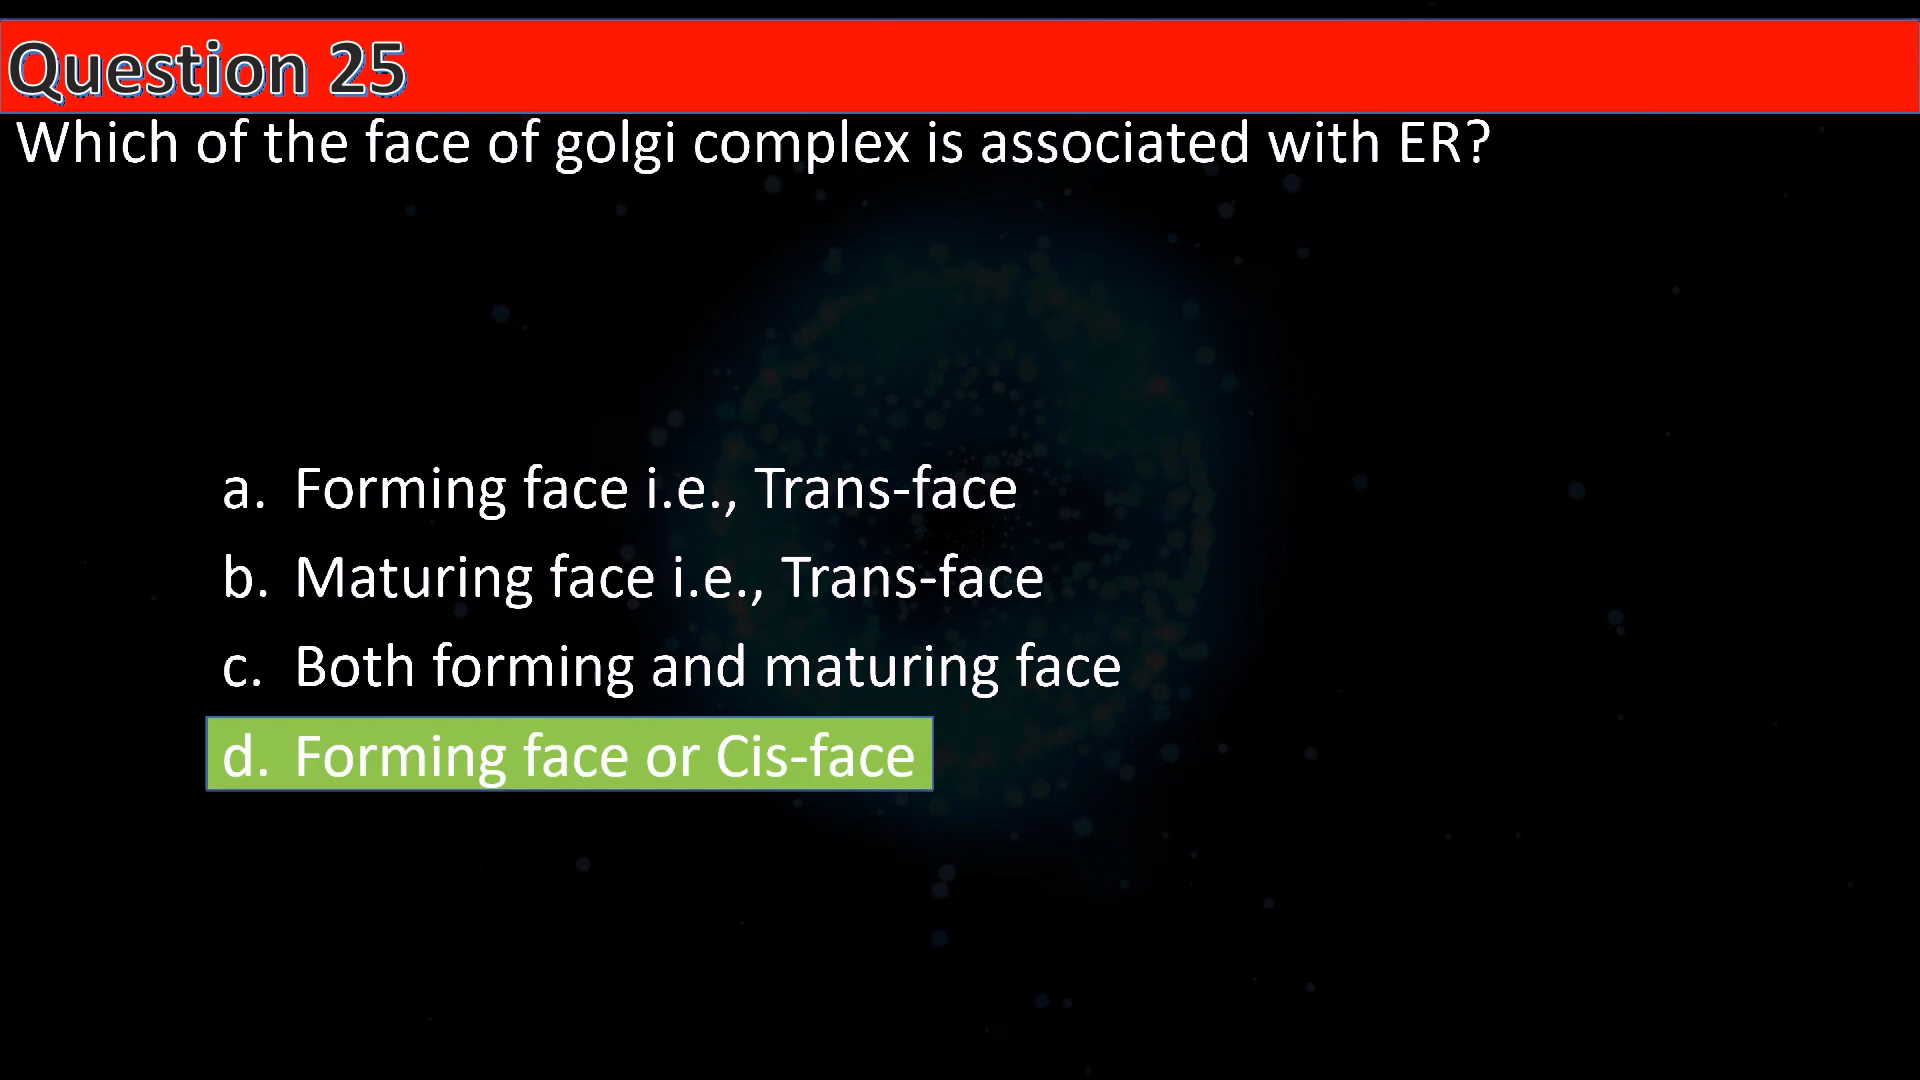 Question 25
Which of the face of golgi complex is associated with ER?
a. Forming face i.e., Trans-face
b. Maturing face i.e., Trans-face
c. Both forming and maturing face
d. Forming face or Cis-face